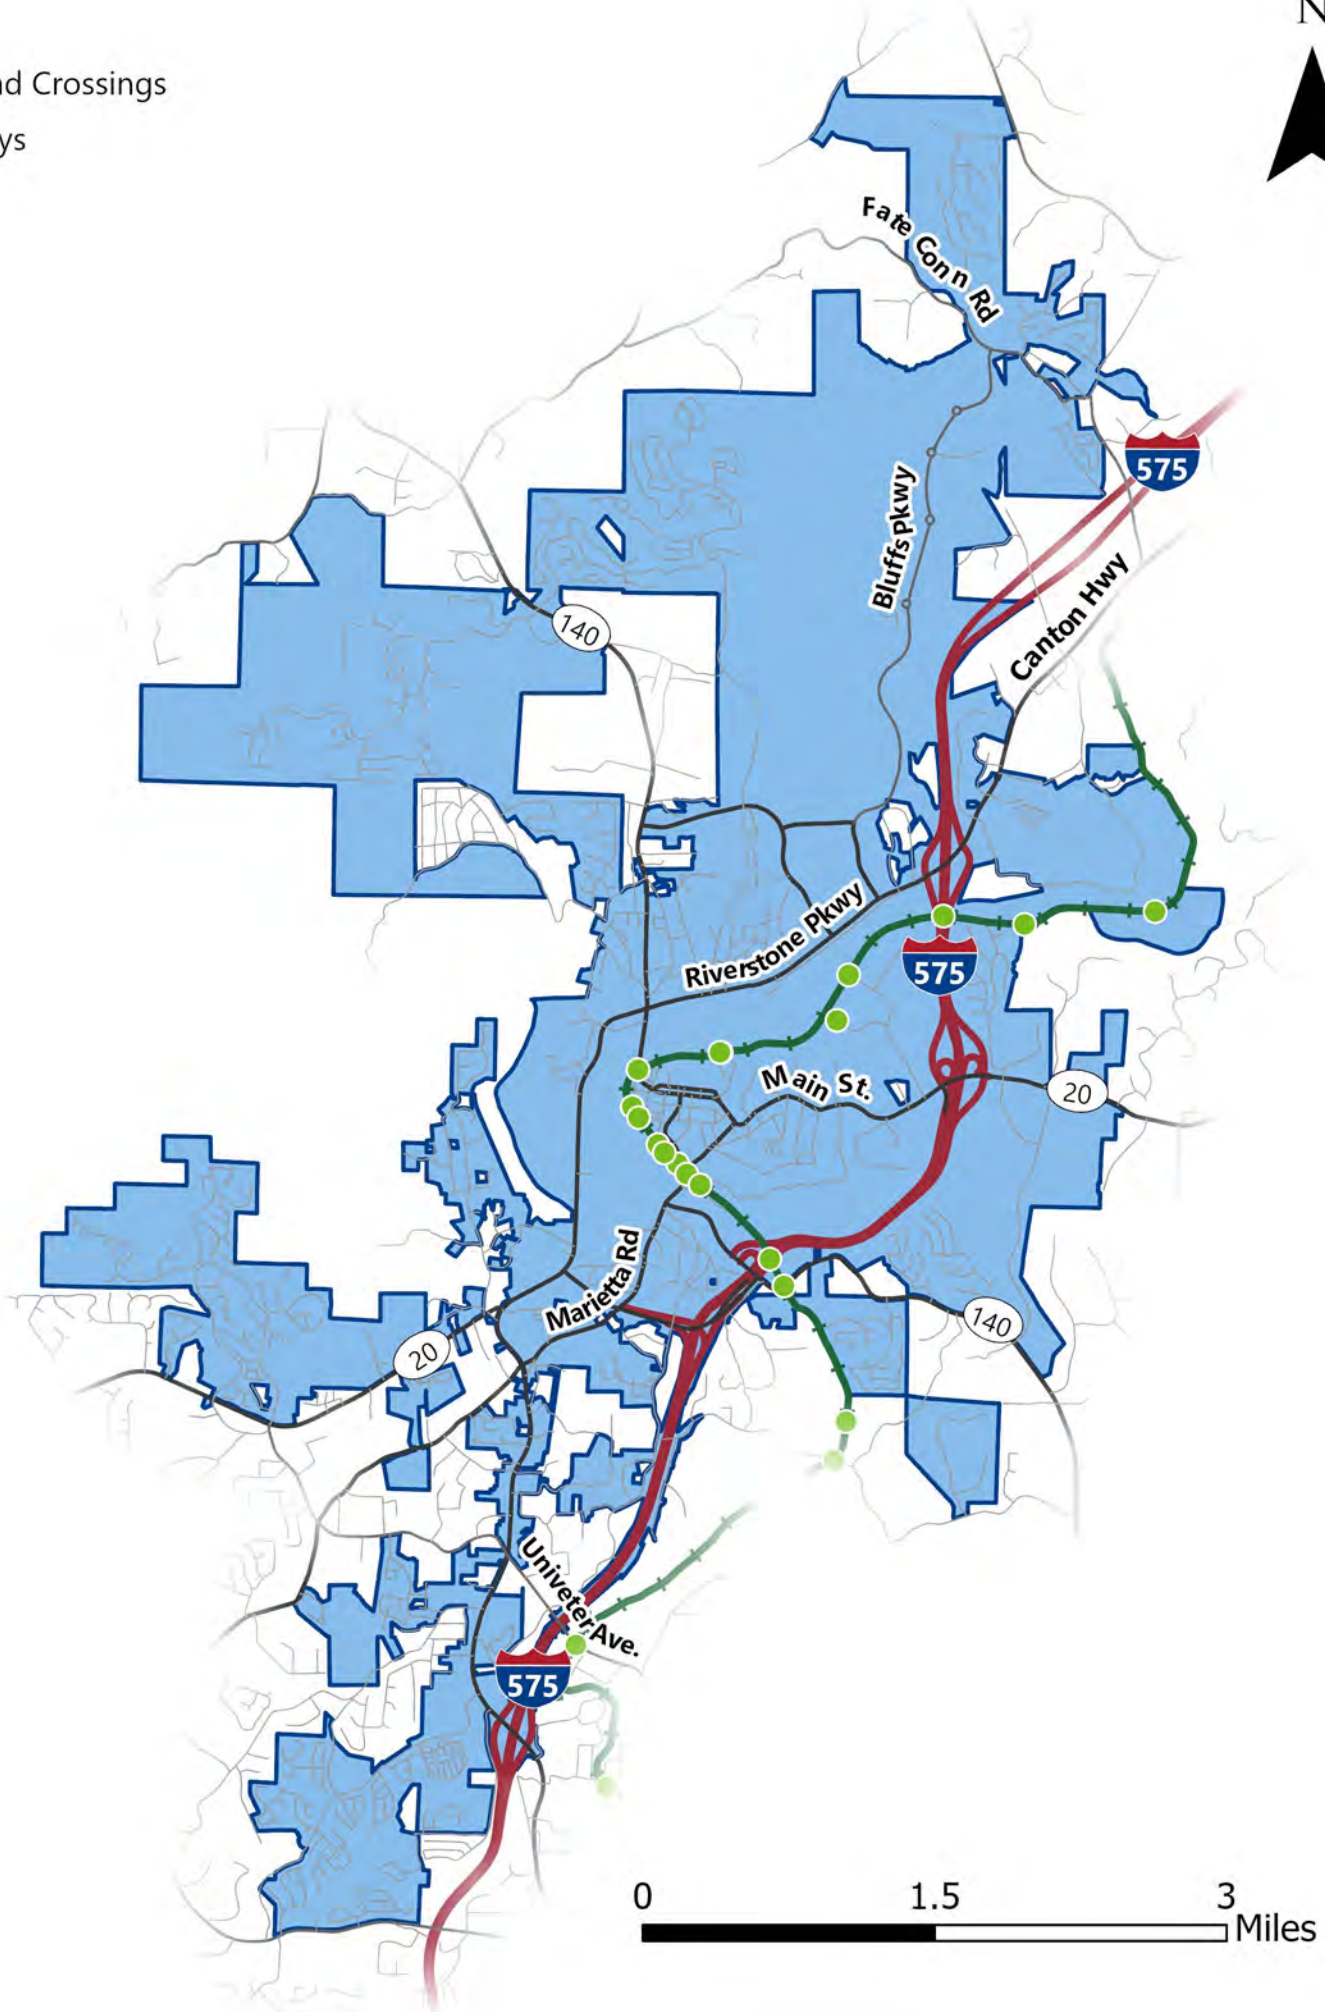 N
d Crossings
ys
Fate Conn Rd
575
Bluffs Pkwy
140
Canton Hwy
Riverstone Pkwy
575
Main St.
20
Marietta Rd
140
20
Univeter Ave.
575
0 1.5 3
Miles